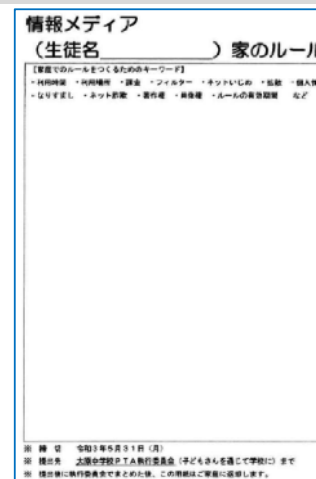 情報メディア
（生徒名＿＿＿＿＿＿＿＿）家のルール
【家庭でのルールをつくるためのキーワード】
・利用時間 ・利用場所 ・課金 ・フィルター ・ネットいじめ ・拡散 ・個人情
・なりすまし ・ネット詐欺 ・著作権 ・肖像権 ・ルールの有効期間 など
※ 締 切 令和3年5月31日（月）
※ 提出先 大阪中学校ＰＴＡ執行委員会（子どもさんを通じて学校に）まで
※ 提出後に執行委員会でまとめた後、この用紙はご家庭に返却します。